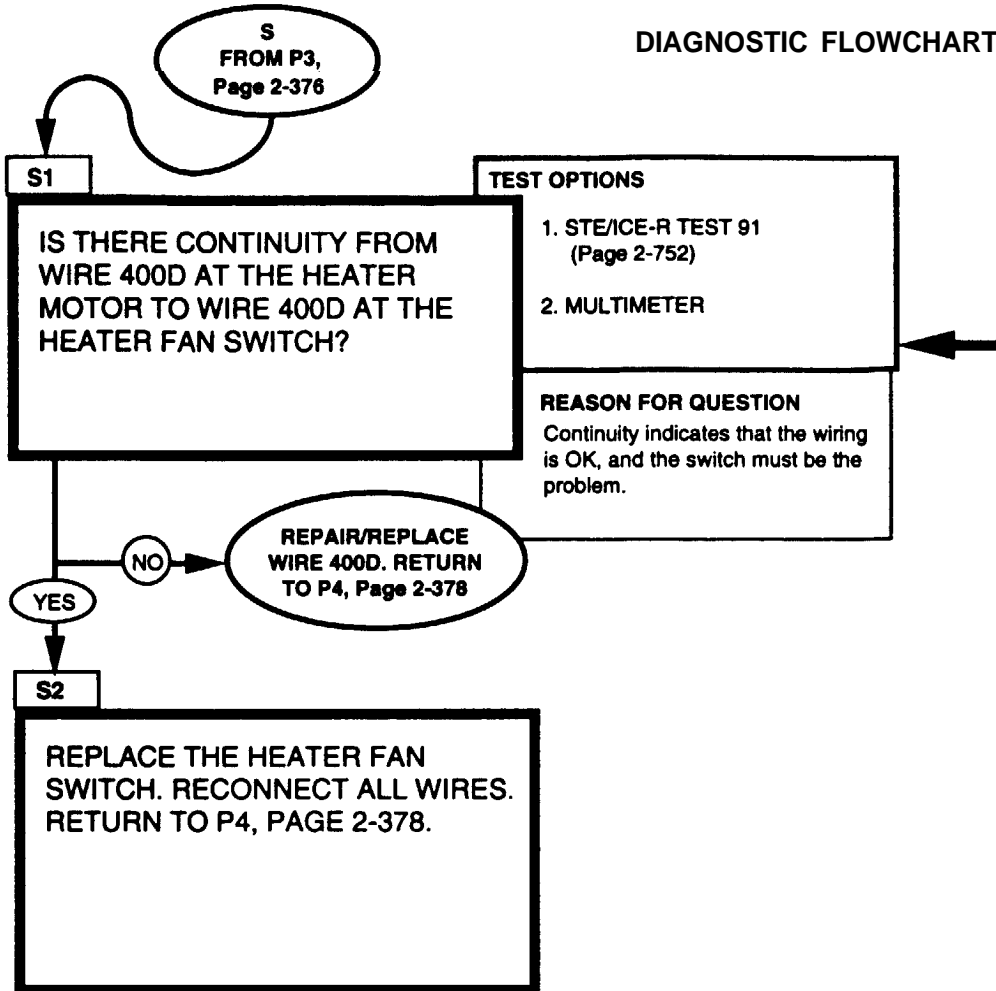 DIAGNOSTIC FLOWCHART
S
FROM P3,
Page 2-376
S1
IS THERE CONTINUITY FROM
WIRE 400D AT THE HEATER
MOTOR TO WIRE 400D AT THE
HEATER FAN SWITCH?
TEST OPTIONS
1. STE/ICE-R TEST 91
(Page 2-752)
2. MULTIMETER
REASON FOR QUESTION
Continuity indicates that the wiring
is OK, and the switch must be the
problem.
NO
REPAIR/REPLACE
WIRE 400D. RETURN
TO P4, Page 2-378
YES
S2
REPLACE THE HEATER FAN
SWITCH. RECONNECT ALL WIRES.
RETURN TO P4, PAGE 2-378.